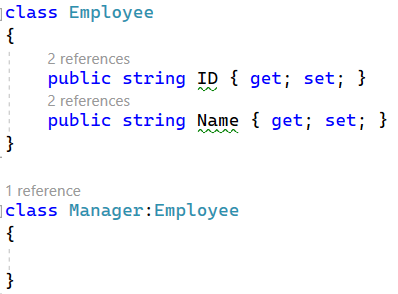 class Employee
{
2 references
public string ID { get; set; }
2 references
public string Name { get; set; }
}
1 reference
class Manager:Employee
{
}